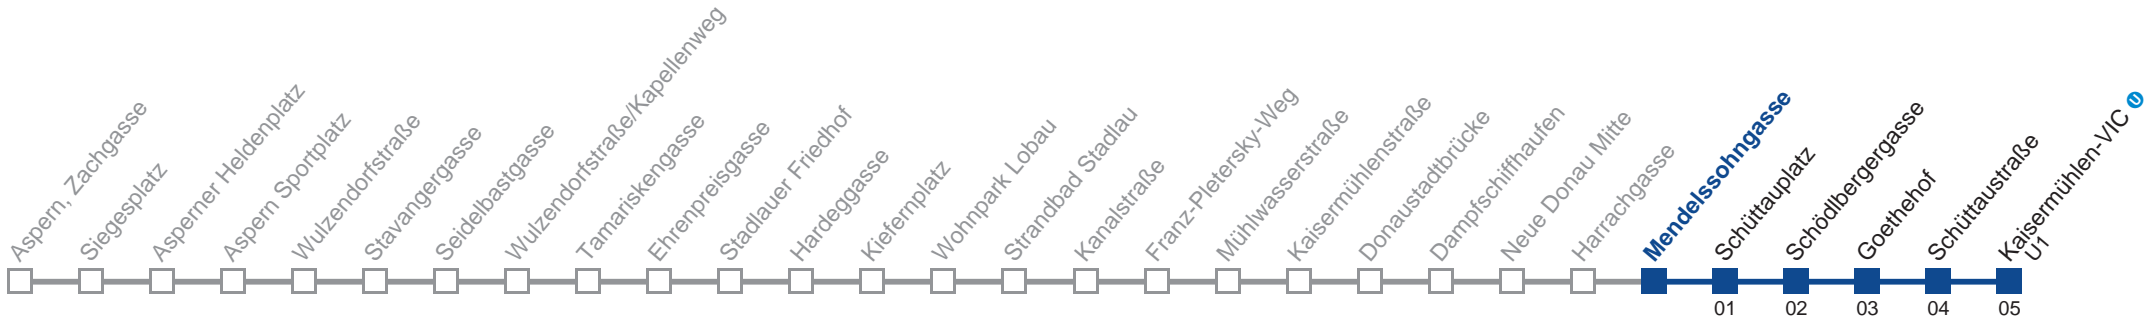 Aspern, Zachgasse
Siegesplatz
Asperner Heldenplatz
Aspern Sportplatz
Wulzendorfstraße
Stavangergasse
Seidelbastgasse
Wulzendorfstraße/Kapellenweg
Tamariskengasse
Ehrenpreisgasse
Stadlauer Friedhof
Hardeggasse
Kiefernplatz
Wohnpark Lobau
Strandbad Stadlau
Kanalstraße
Franz-Pletersky-Weg
Mühlwasserstraße
Kaisermühlenstraße
Donaustadtbrücke
Dampfschiffhaufen
Neue Donau Mitte
Harrachgasse
Mendelssohngasse
Schüttauplatz
Schödlbergergasse
Goethehof
Schüttaustraße
Kaisermühlen-VIC U
U1
01
02
03
04
05